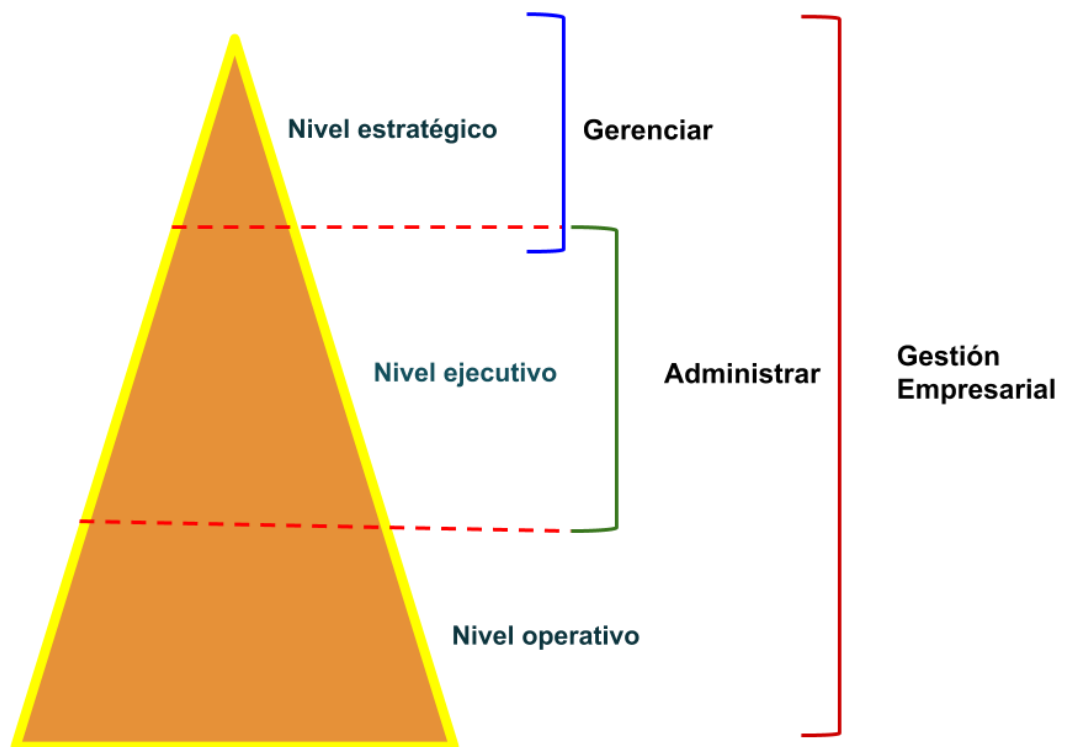 Nivel estratégico
Gerenciar
Nivel ejecutivo
Administrar
Gestión
Empresarial
Nivel operativo